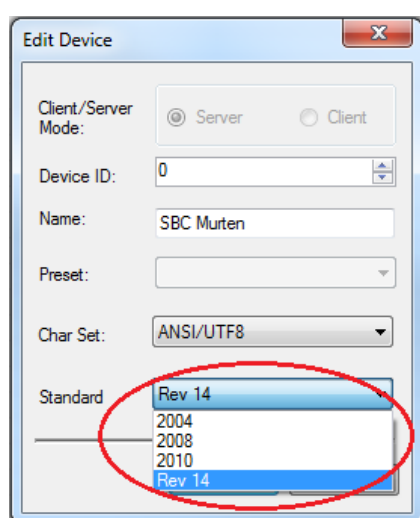 Edit Device
Client/Server Mode:
Server
Client
Device ID:
0
Name:
SBC Murten
Preset:
Char Set:
ANSI/UTF8
Standard
Rev 14
2004
2008
2010
Rev 14